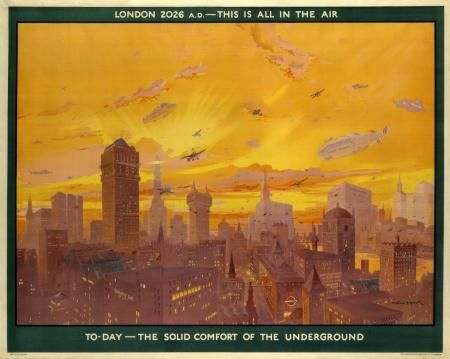 LONDON 2026 A.D.—THIS IS ALL IN THE AIR
TO-DAY—THE SOLID COMFORT OF THE UNDERGROUND